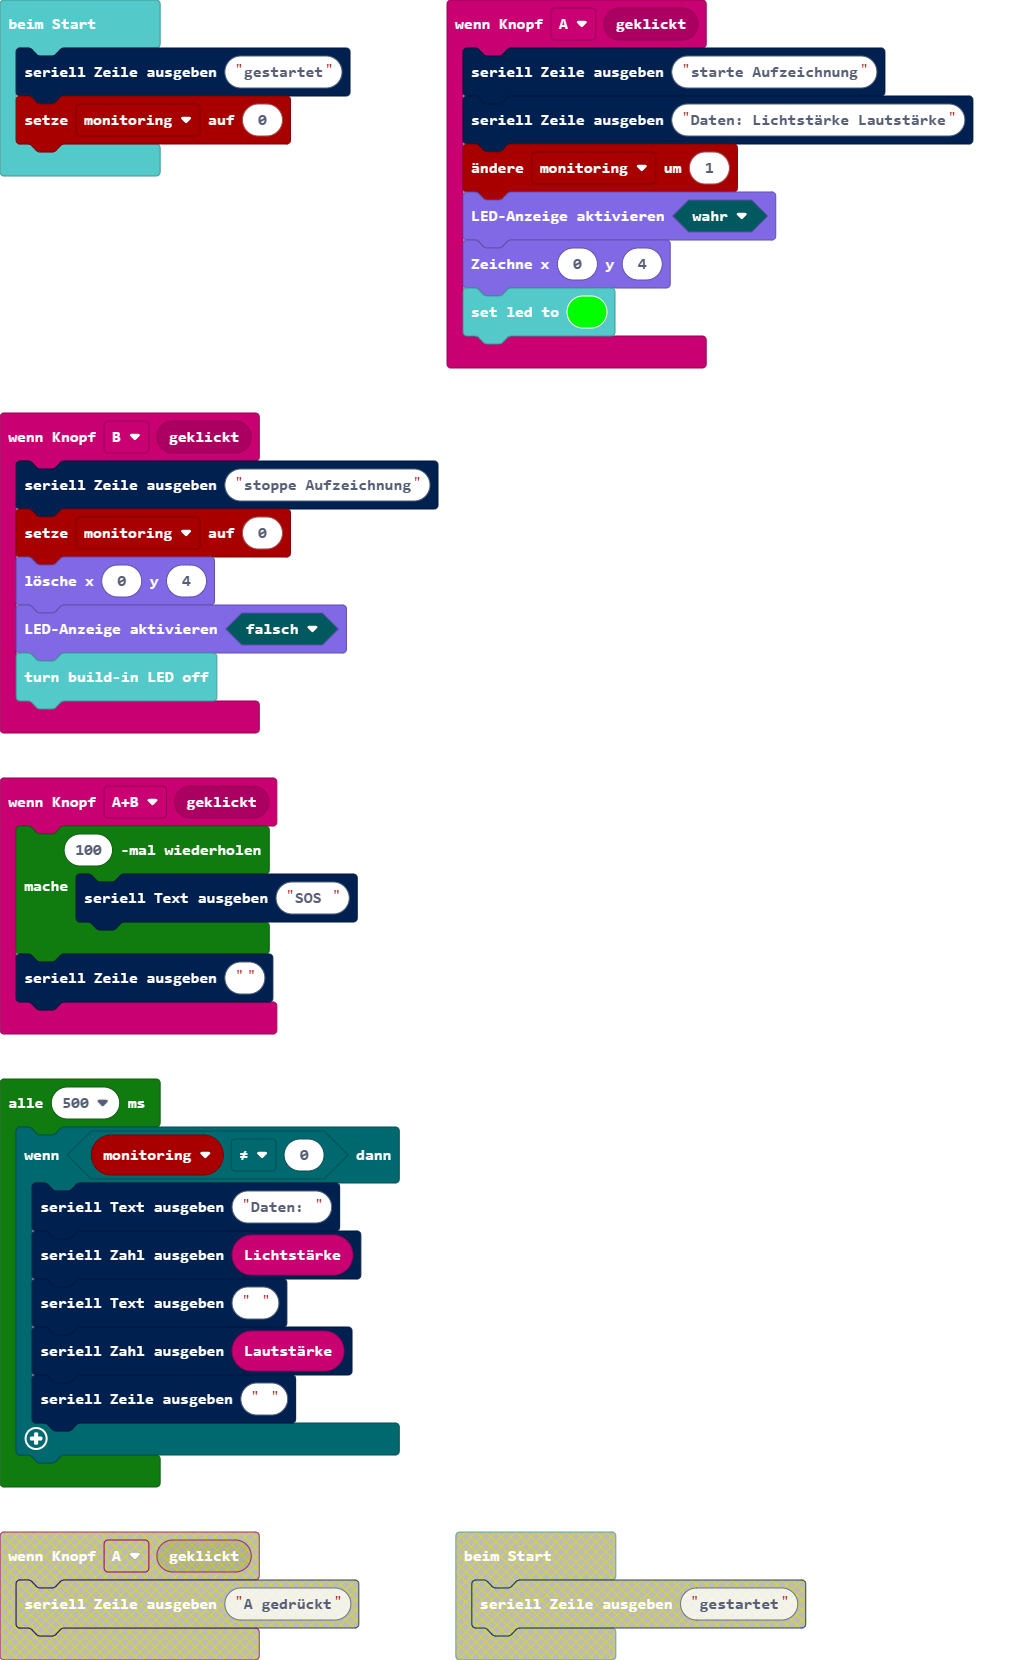 beim Start
seriell Zeile ausgeben "gestartet"
setze monitoring auf 0
wenn Knopf A geklickt
seriell Zeile ausgeben "starte Aufzeichnung"
seriell Zeile ausgeben "Daten: Lichtstärke Lautstärke"
ändere monitoring um 1
LED-Anzeige aktivieren wahr
Zeichne x 0 y 4
set led to
wenn Knopf B geklickt
seriell Zeile ausgeben "stoppe Aufzeichnung"
setze monitoring auf 0
lösche x 0 y 4
LED-Anzeige aktivieren falsch
turn build-in LED off
wenn Knopf A+B geklickt
100 -mal wiederholen
mache
seriell Text ausgeben "SOS "
seriell Zeile ausgeben ""
alle 500 ms
wenn monitoring ≠ 0 dann
seriell Text ausgeben "Daten: "
seriell Zahl ausgeben Lichtstärke
seriell Text ausgeben " "
seriell Zahl ausgeben Lautstärke
seriell Zeile ausgeben " "
wenn Knopf A geklickt
seriell Zeile ausgeben "A gedrückt"
beim Start
seriell Zeile ausgeben "gestartet"